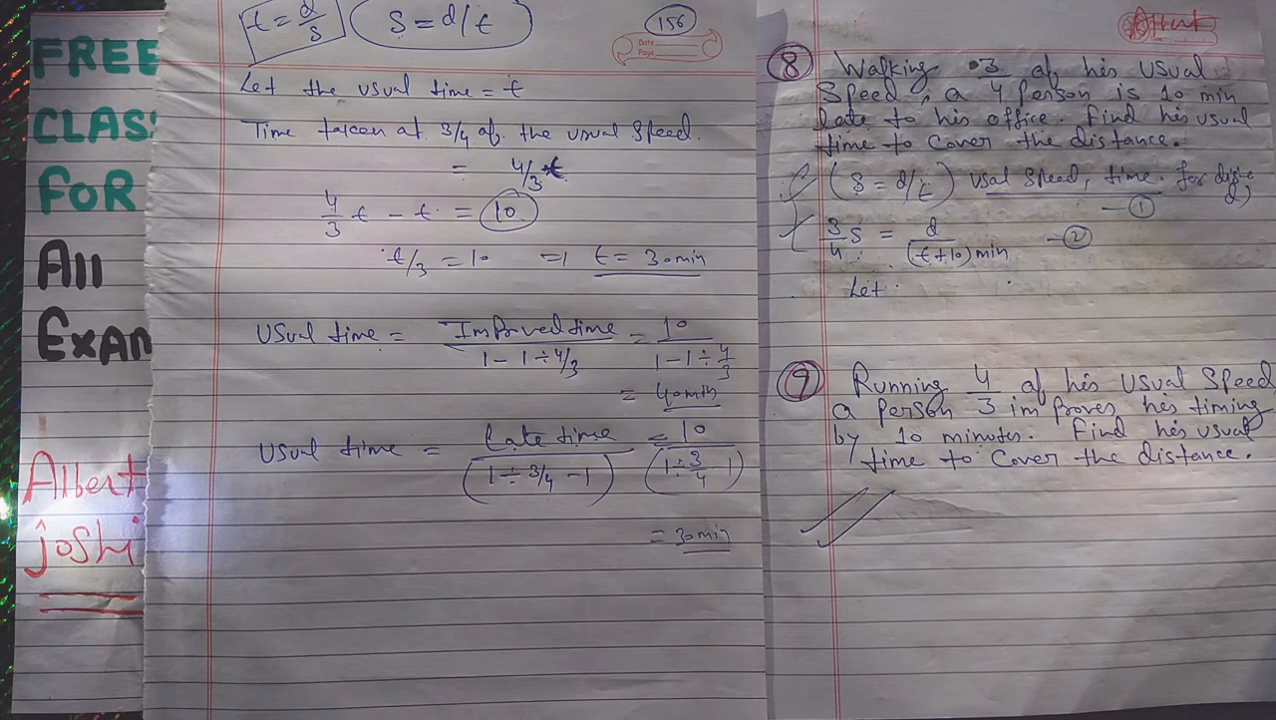 FREE
CLAS
FOR
All
EXAM
Albert
joshi
t = d/s S = d/t
156
Date
Page
Let the usual time = t
Time taken at 3/4 of the usual speed.
= 4/3 t
4/3 t - t = 10
t/3 = 10 =) t = 30 min
Usual time = Improved time / 1 - 1 ÷ 4/3 = 10 / 1 - 1 ÷ 4/3
= 40 min
Usual time = late time / (1 ÷ 3/4 - 1) = 10 / (1 ÷ 3/4 - 1)
= 30 min
8 Walking 3/4 of his usual
speed, a person is 10 min
late to his office. Find his usual
time to cover the distance.
(S = d/t) usal speed, time for
- 1
3/4 S = d / (t+10) min - 2
Let
9 Running 4/3 of his usual speed
a person improves his timing
by 10 minutes. Find his usual
time to cover the distance.